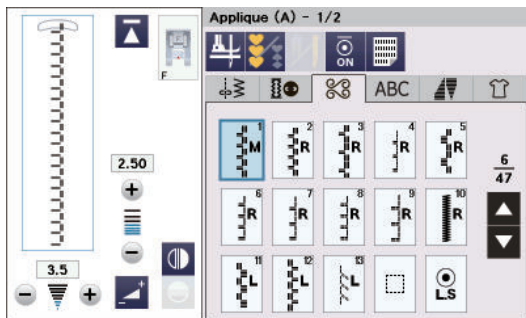 Applique (A) - 1/2
F
ON
ABC
2.50
3.5
1 M
2 R
3 R
4 R
5 R
6
47
6 R
7 R
8 R
9 R
10 R
11 L
12 L
13 L
L.S